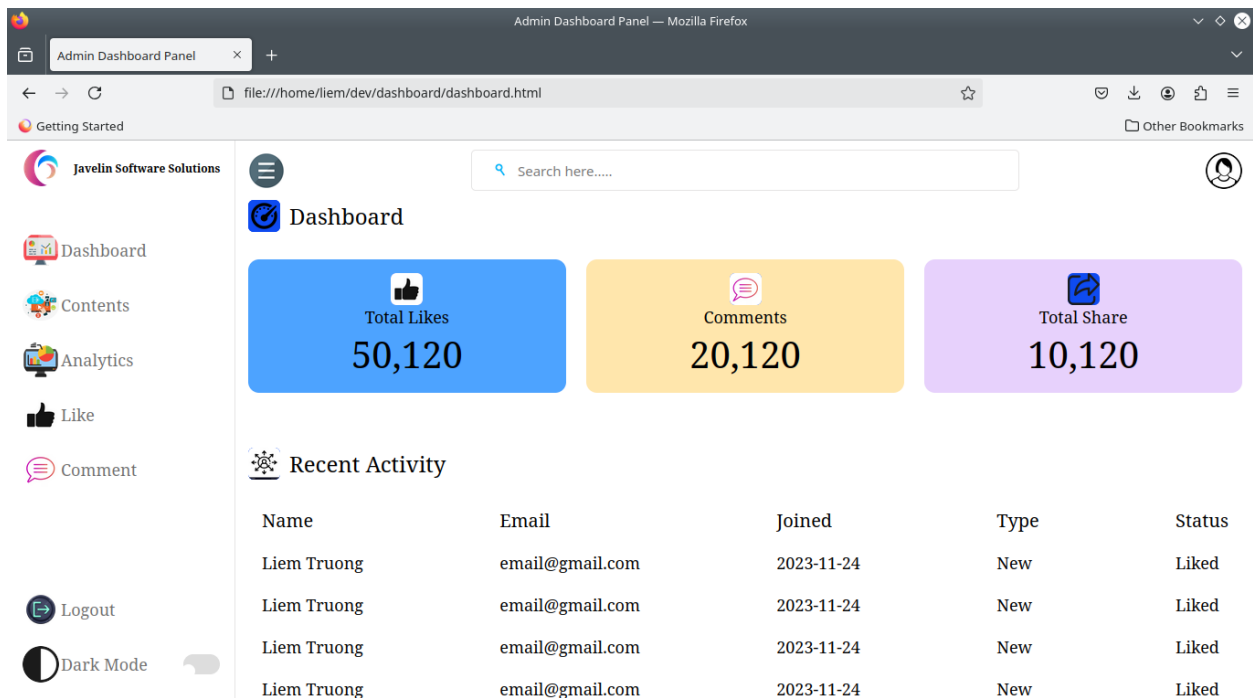 Admin Dashboard Panel — Mozilla Firefox
Admin Dashboard Panel
file:///home/liem/dev/dashboard/dashboard.html
Getting Started
Other Bookmarks
Javelin Software Solutions
Search here.....
Dashboard
Dashboard
Contents
Analytics
Like
Comment
Logout
Dark Mode
Total Likes
50,120
Comments
20,120
Total Share
10,120
Recent Activity
Name Email Joined Type Status
Liem Truong email@gmail.com 2023-11-24 New Liked
Liem Truong email@gmail.com 2023-11-24 New Liked
Liem Truong email@gmail.com 2023-11-24 New Liked
Liem Truong email@gmail.com 2023-11-24 New Liked